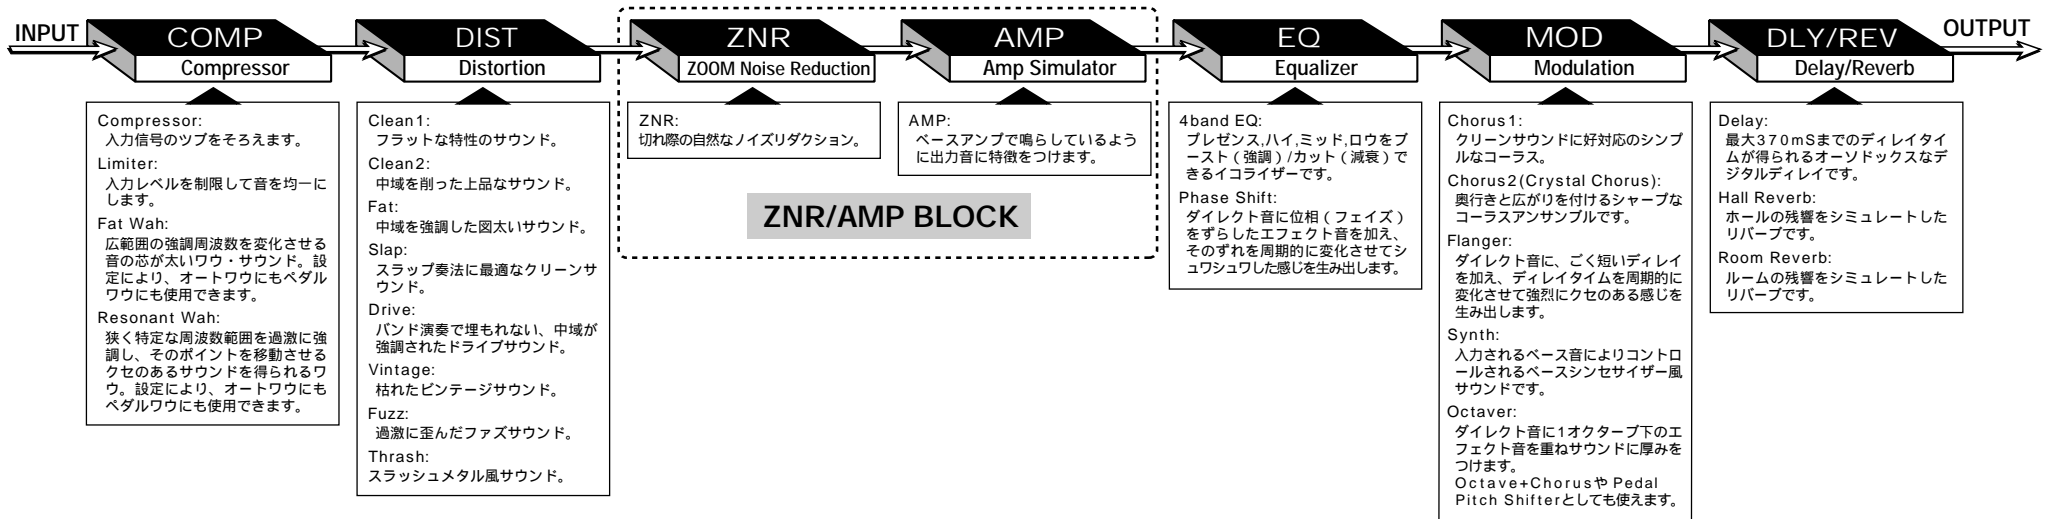 INPUT
COMP
Compressor
DIST
Distortion
ZNR
ZOOM Noise Reduction
AMP
Amp Simulator
EQ
Equalizer
MOD
Modulation
DLY/REV
Delay/Reverb
OUTPUT
Compressor:
入力信号のツブをそろえます。
Limiter:
入力レベルを制限して音を均一に
します。
Fat Wah:
広範囲の強調周波数を変化させる
音の芯が太いワウ・サウンド。設
定により、オートワウにもペダル
ワウにも使用できます。
Resonant Wah:
狭く特定な周波数範囲を過激に強
調し、そのポイントを移動させる
クセのあるサウンドを得られるワ
ウ。設定により、オートワウにも
ペダルワウにも使用できます。
Clean1:
フラットな特性のサウンド。
Clean2:
中域を削った上品なサウンド。
Fat:
中域を強調した図太いサウンド。
Slap:
スラップ奏法に最適なクリーンサ
ウンド。
Drive:
バンド演奏で埋もれない、中域が
強調されたドライブサウンド。
Vintage:
枯れたビンテージサウンド。
Fuzz:
過激に歪んだファズサウンド。
Thrash:
スラッシュメタル風サウンド。
ZNR:
切れ際の自然なノイズリダクション。
AMP:
ベースアンプで鳴らしているよう
に出力音に特徴をつけます。
ZNR/AMP BLOCK
4band EQ:
プレゼンス,ハイ,ミッド,ロウをブ
ースト（強調）/カット（減衰）で
きるイコライザーです。
Phase Shift:
ダイレクト音に位相（フェイズ）
をずらしたエフェクト音を加え、
そのずれを周期的に変化させてシ
ュワシュワした感じを生み出します。
Chorus1:
クリーンサウンドに好対応のシンプ
ルなコーラス。
Chorus2(Crystal Chorus):
奥行きと広がりを付けるシャープな
コーラスアンサンブルです。
Flanger:
ダイレクト音に、ごく短いディレイ
を加え、ディレイタイムを周期的に
変化させて強烈にクセのある感じを
生み出します。
Synth:
入力されるベース音によりコントロ
ールされるベースシンセサイザー風
サウンドです。
Octaver:
ダイレクト音に1オクターブ下のエ
フェクト音を重ねサウンドに厚みを
つけます。
Octave+Chorusや Pedal
Pitch Shifterとしても使えます。
Delay:
最大370mSまでのディレイタイ
ムが得られるオーソドックスなデ
ジタルディレイです。
Hall Reverb:
ホールの残響をシミュレートした
リバーブです。
Room Reverb:
ルームの残響をシミュレートした
リバーブです。